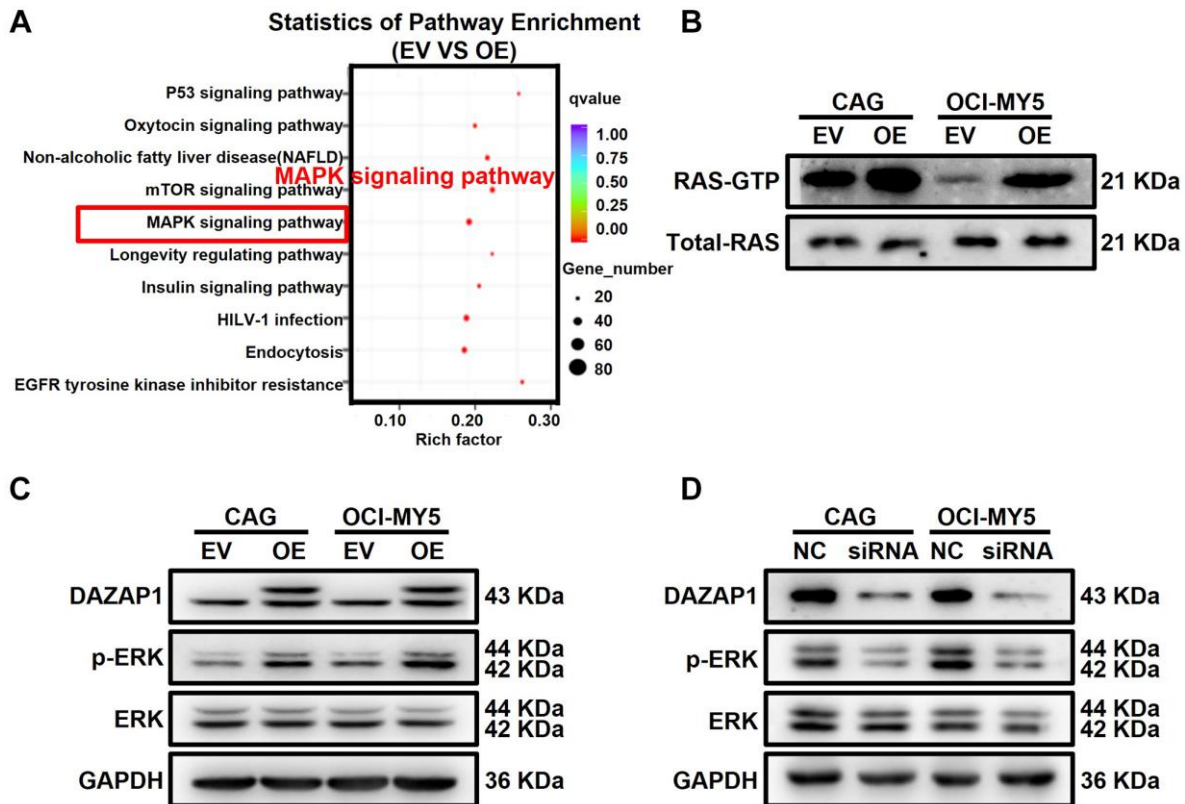 A
Statistics of Pathway Enrichment
(EV VS OE)
P53 signaling pathway
Oxytocin signaling pathway
Non-alcoholic fatty liver disease(NAFLD)
MAPK signaling pathway
mTOR signaling pathway
MAPK signaling pathway
Longevity regulating pathway
Insulin signaling pathway
HILV-1 infection
Endocytosis
EGFR tyrosine kinase inhibitor resistance
0.10 0.20 0.30
Rich factor
qvalue
1.00
0.75
0.50
0.25
0.00
Gene_number
20
40
60
80
B
CAG OCI-MY5
EV OE EV OE
RAS-GTP 21 KDa
Total-RAS 21 KDa
C
CAG OCI-MY5
EV OE EV OE
DAZAP1 43 KDa
p-ERK 44 KDa
42 KDa
ERK 44 KDa
42 KDa
GAPDH 36 KDa
D
CAG OCI-MY5
NC siRNA NC siRNA
DAZAP1 43 KDa
p-ERK 44 KDa
42 KDa
ERK 44 KDa
42 KDa
GAPDH 36 KDa